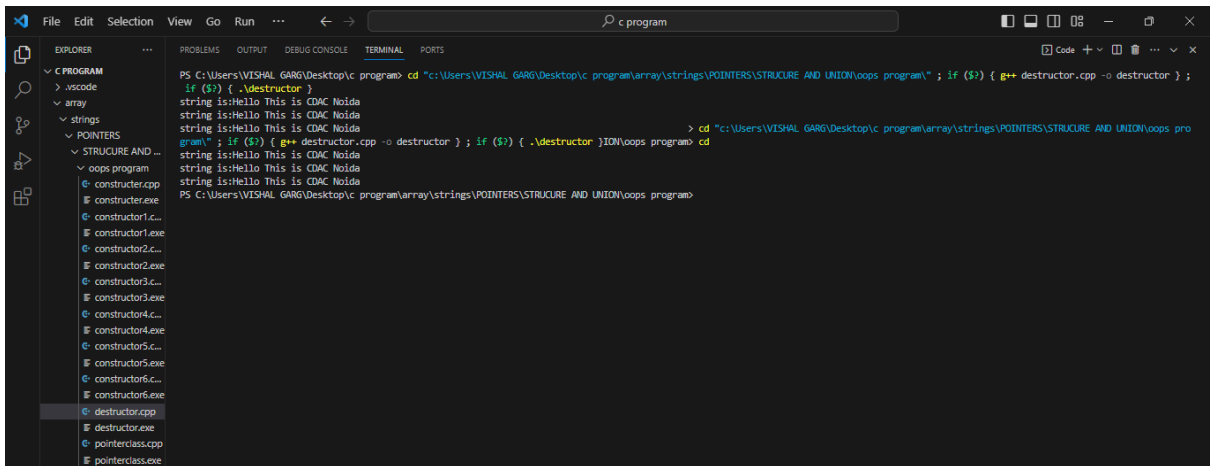 File Edit Selection View Go Run ··· ← → c program
EXPLORER ···
C PROGRAM
.vscode
array
strings
POINTERS
STRUCURE AND ...
oops program
constructer.cpp
constructer.exe
constructor1.c...
constructor1.exe
constructor2.c...
constructor2.exe
constructor3.c...
constructor3.exe
constructor4.c...
constructor4.exe
constructor5.c...
constructor5.exe
constructor6.c...
constructor6.exe
destructor.cpp
destructor.exe
pointerclass.cpp
pointerclass.exe
PROBLEMS OUTPUT DEBUG CONSOLE TERMINAL PORTS Code
PS C:\Users\VISHAL GARG\Desktop\c program> cd "c:\Users\VISHAL GARG\Desktop\c program\array\strings\POINTERS\STRUCURE AND UNION\oops program\" ; if ($?) { g++ destructor.cpp -o destructor } ;
if ($?) { .\destructor }
string is:Hello This is CDAC Noida
string is:Hello This is CDAC Noida
string is:Hello This is CDAC Noida > cd "c:\Users\VISHAL GARG\Desktop\c program\array\strings\POINTERS\STRUCURE AND UNION\oops pro
gram\" ; if ($?) { g++ destructor.cpp -o destructor } ; if ($?) { .\destructor }ION\oops program> cd
string is:Hello This is CDAC Noida
string is:Hello This is CDAC Noida
string is:Hello This is CDAC Noida
PS C:\Users\VISHAL GARG\Desktop\c program\array\strings\POINTERS\STRUCURE AND UNION\oops program>